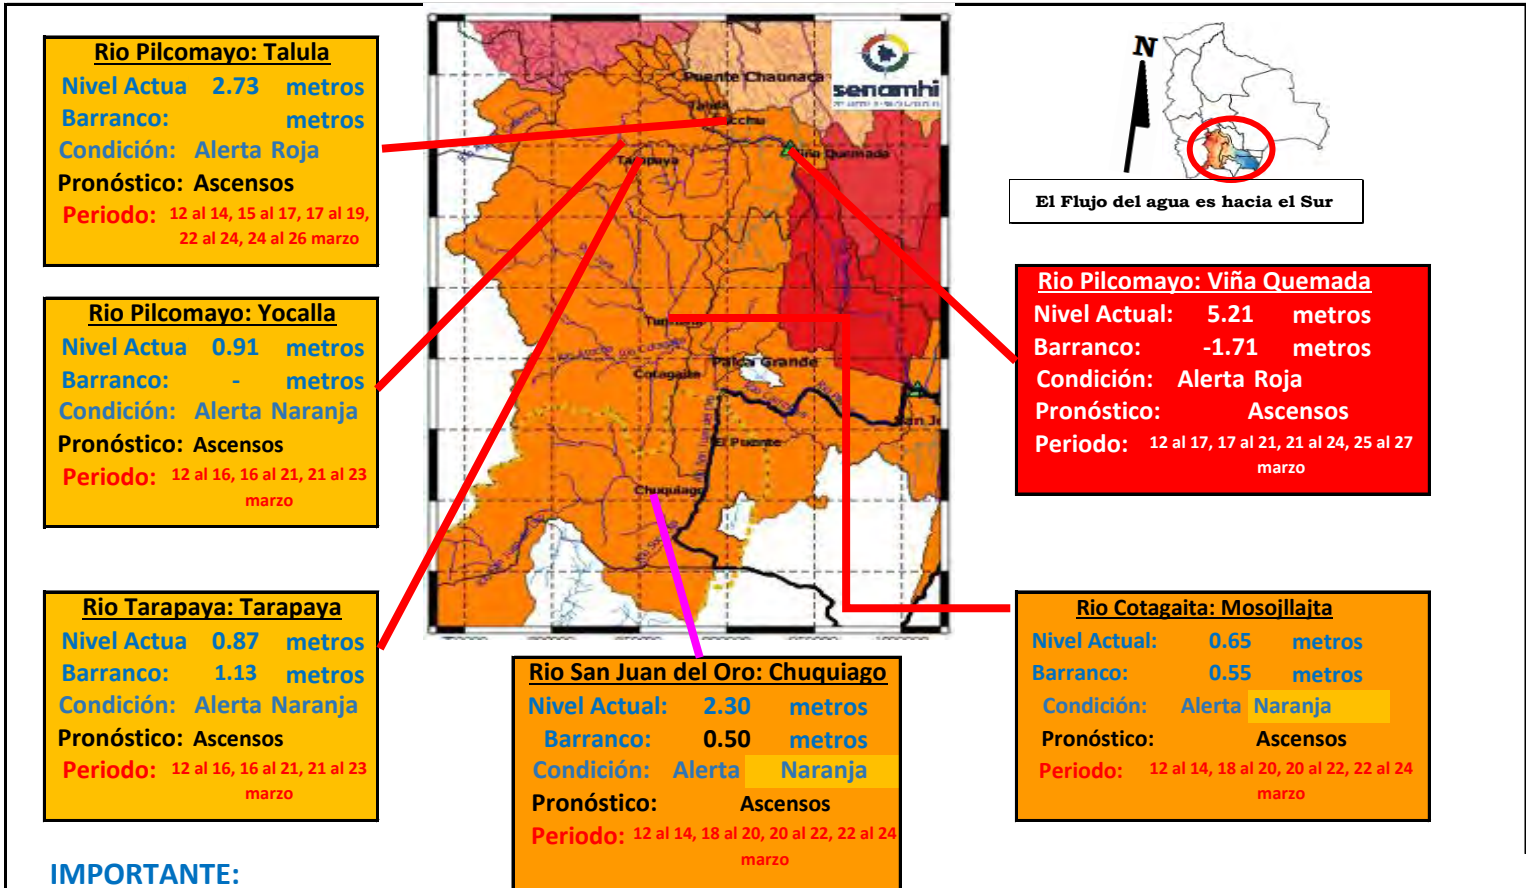 Rio Pilcomayo: Talula
Nivel Actua 2.73 metros
Barranco: metros
Condición: Alerta Roja
Pronóstico: Ascensos
Periodo: 12 al 14, 15 al 17, 17 al 19,
22 al 24, 24 al 26 marzo
Rio Pilcomayo: Yocalla
Nivel Actua 0.91 metros
Barranco: - metros
Condición: Alerta Naranja
Pronóstico: Ascensos
Periodo: 12 al 16, 16 al 21, 21 al 23
marzo
Rio Tarapaya: Tarapaya
Nivel Actua 0.87 metros
Barranco: 1.13 metros
Condición: Alerta Naranja
Pronóstico: Ascensos
Periodo: 12 al 16, 16 al 21, 21 al 23
marzo
IMPORTANTE:
Puente Chaunaca
senamhi
Talula
Tarapaya
Viña Quemada
Palca Grande
Cotagaita
El Puente
Chuquiago
N
El Flujo del agua es hacia el Sur
Rio Pilcomayo: Viña Quemada
Nivel Actual: 5.21 metros
Barranco: -1.71 metros
Condición: Alerta Roja
Pronóstico: Ascensos
Periodo: 12 al 17, 17 al 21, 21 al 24, 25 al 27
marzo
Rio San Juan del Oro: Chuquiago
Nivel Actual: 2.30 metros
Barranco: 0.50 metros
Condición: Alerta Naranja
Pronóstico: Ascensos
Periodo: 12 al 14, 18 al 20, 20 al 22, 22 al 24
marzo
Rio Cotagaita: Mosojllajta
Nivel Actual: 0.65 metros
Barranco: 0.55 metros
Condición: Alerta Naranja
Pronóstico: Ascensos
Periodo: 12 al 14, 18 al 20, 20 al 22, 22 al 24
marzo